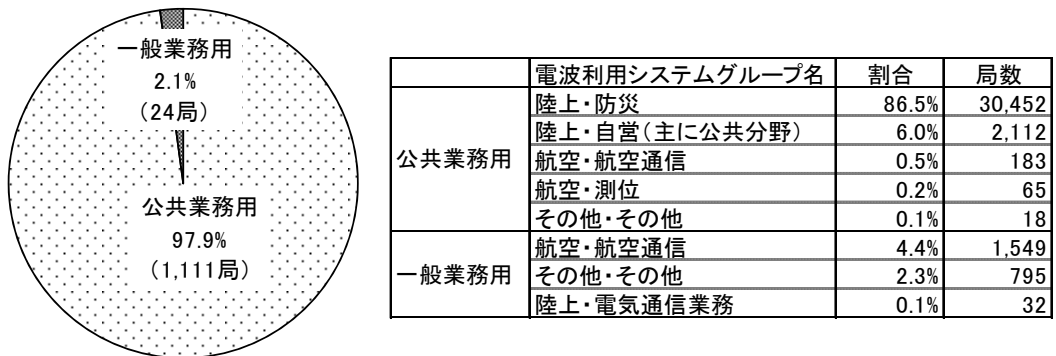 一般業務用
2.1%
（24局）
公共業務用
97.9%
（1,111局）
電波利用システムグループ名 割合 局数
公共業務用
陸上・防災 86.5% 30,452
陸上・自営（主に公共分野） 6.0% 2,112
航空・航空通信 0.5% 183
航空・測位 0.2% 65
その他・その他 0.1% 18
一般業務用
航空・航空通信 4.4% 1,549
その他・その他 2.3% 795
陸上・電気通信業務 0.1% 32